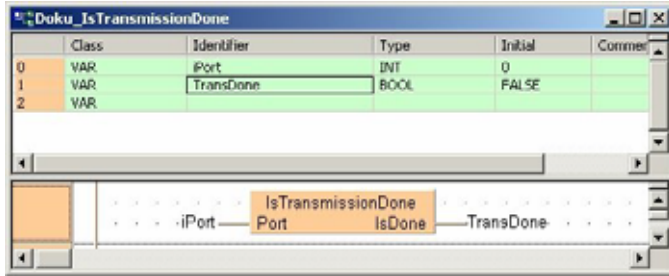 Doku_IsTransmissionDone
Class Identifier Type Initial Commer
0 VAR iPort INT 0
1 VAR TransDone BOOL FALSE
2 VAR
IsTransmissionDone
iPort Port IsDone TransDone